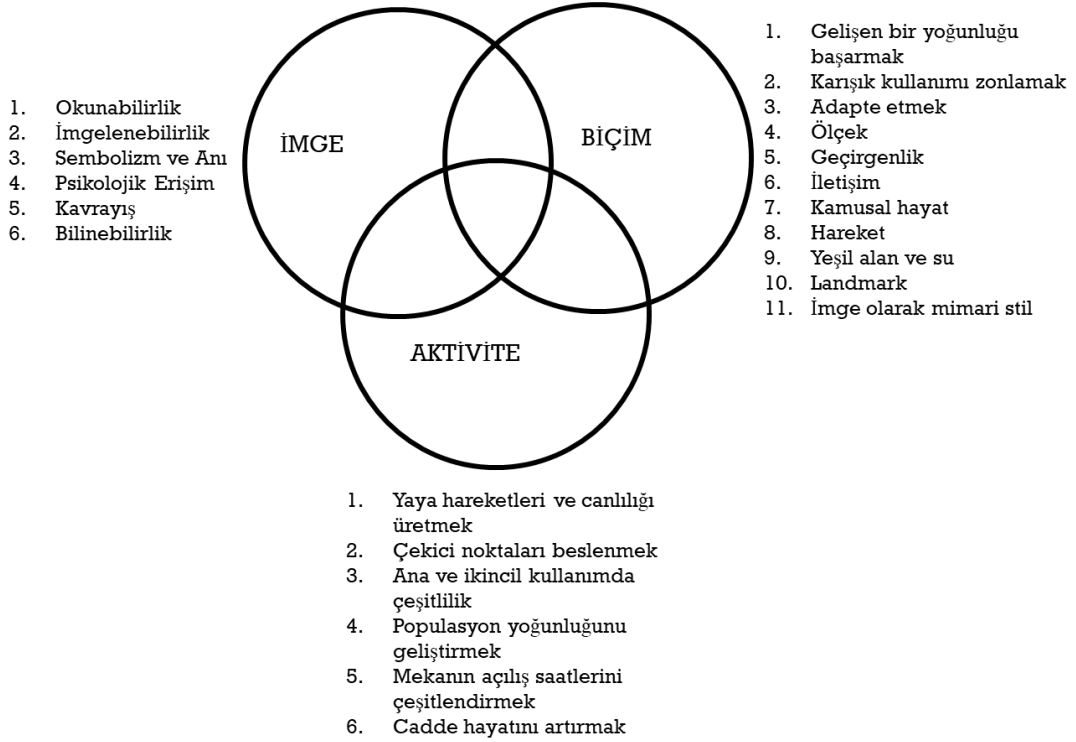 İMGE
BİÇİM
AKTİVİTE
1. Okunabilirlik
2. İmgelenebilirlik
3. Sembolizm ve Anı
4. Psikolojik Erişim
5. Kavrayış
6. Bilinebilirlik
1. Gelişen bir yoğunluğu
başarmak
2. Karışık kullanımı zonlamak
3. Adapte etmek
4. Ölçek
5. Geçirgenlik
6. İletişim
7. Kamusal hayat
8. Hareket
9. Yeşil alan ve su
10. Landmark
11. İmge olarak mimari stil
1. Yaya hareketleri ve canlılığı
üretmek
2. Çekici noktaları beslenmek
3. Ana ve ikincil kullanımda
çeşitlilik
4. Populasyon yoğunluğunu
geliştirmek
5. Mekanın açılış saatlerini
çeşitlendirmek
6. Cadde hayatını artırmak